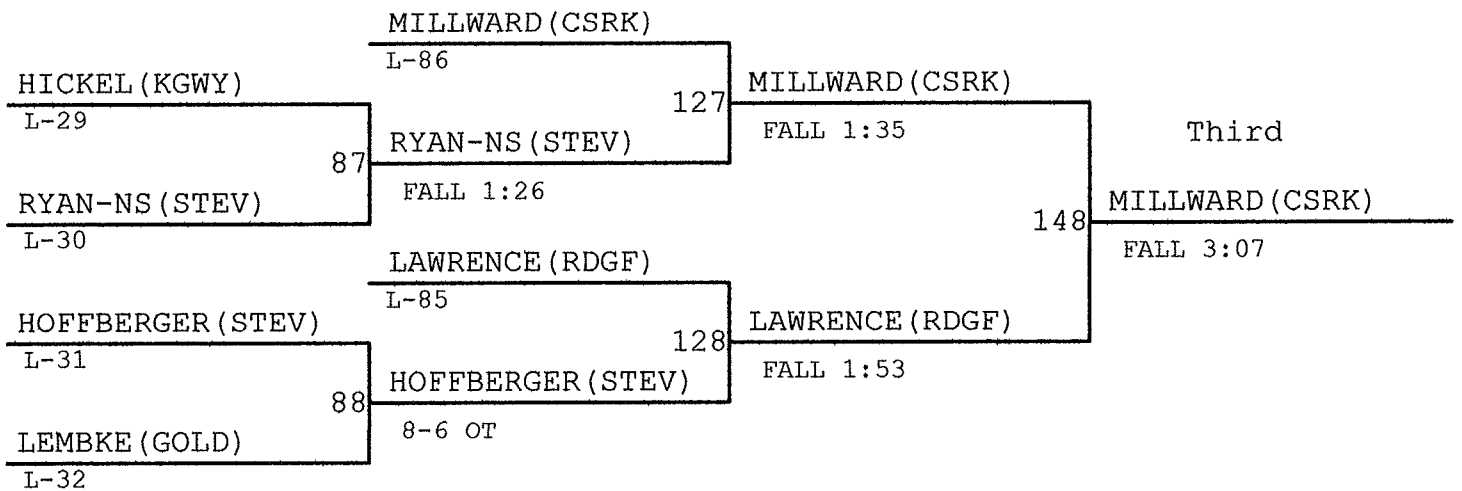 MILLWARD(CSRK)
L-86
HICKEL(KGWY)
L-29
127
MILLWARD(CSRK)
FALL 1:35
Third
87
RYAN-NS(STEV)
FALL 1:26
RYAN-NS(STEV)
L-30
148
MILLWARD(CSRK)
FALL 3:07
LAWRENCE(RDGF)
L-85
HOFFBERGER(STEV)
L-31
128
LAWRENCE(RDGF)
FALL 1:53
88
HOFFBERGER(STEV)
8-6 OT
LEMBKE(GOLD)
L-32